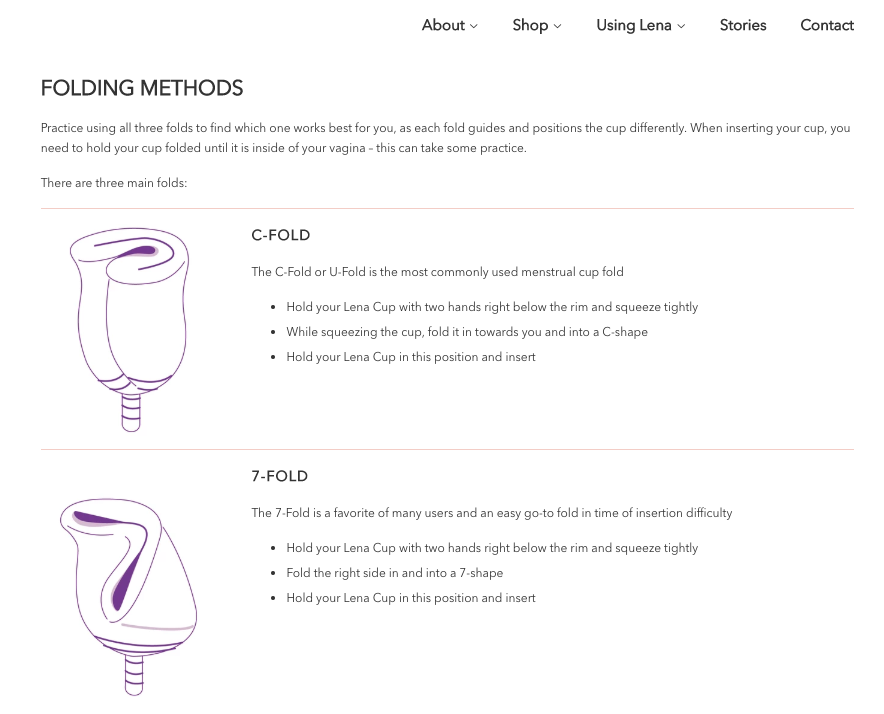 About Shop Using Lena Stories Contact
FOLDING METHODS
Practice using all three folds to find which one works best for you, as each fold guides and positions the cup differently. When inserting your cup, you
need to hold your cup folded until it is inside of your vagina – this can take some practice.
There are three main folds:
C-FOLD
The C-Fold or U-Fold is the most commonly used menstrual cup fold
• Hold your Lena Cup with two hands right below the rim and squeeze tightly
• While squeezing the cup, fold it in towards you and into a C-shape
• Hold your Lena Cup in this position and insert
7-FOLD
The 7-Fold is a favorite of many users and an easy go-to fold in time of insertion difficulty
• Hold your Lena Cup with two hands right below the rim and squeeze tightly
• Fold the right side in and into a 7-shape
• Hold your Lena Cup in this position and insert